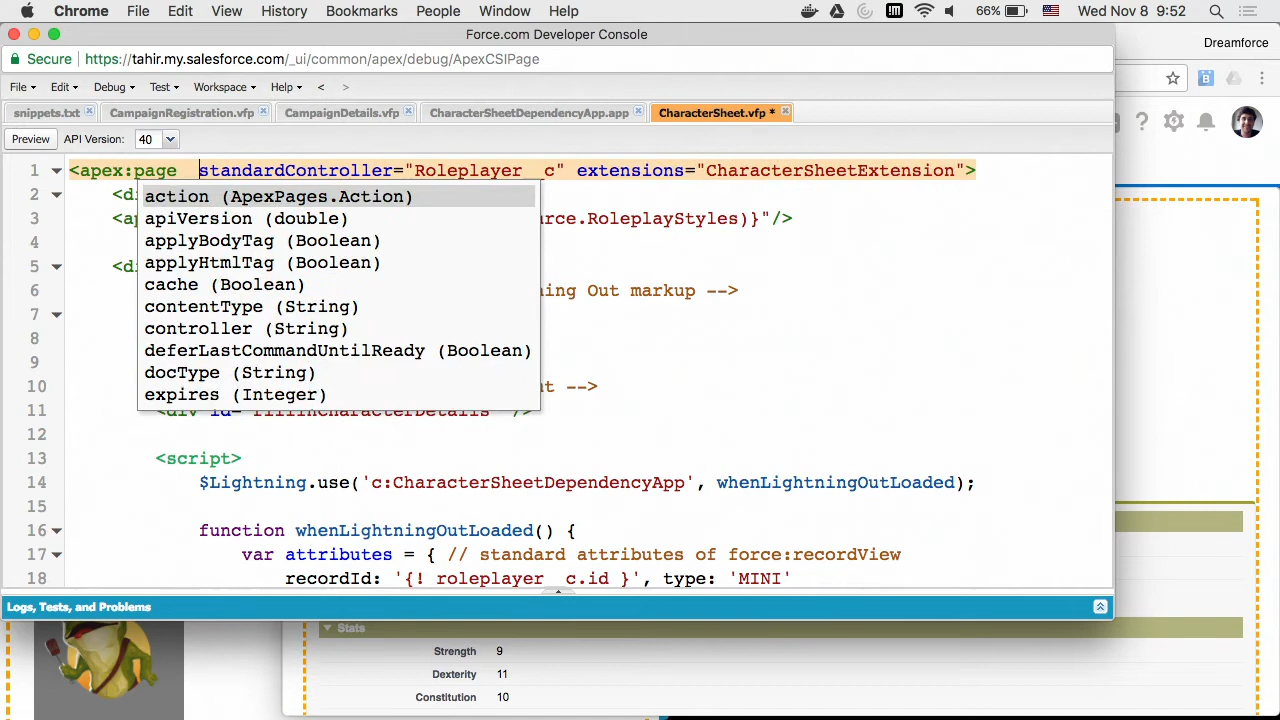 Chrome File Edit View History Bookmarks People Window Help 66% Wed Nov 8 9:52
Force.com Developer Console
Dreamforce
Secure https://tahir.my.salesforce.com/_ui/common/apex/debug/ApexCSIPage
File Edit Debug Test Workspace Help < >
snippets.txt CampaignRegistration.vfp CampaignDetails.vfp CharacterSheetDependencyApp.app CharacterSheet.vfp *
Preview API Version: 40
1 <apex:page standardController="Roleplayer__c" extensions="CharacterSheetExtension">
action (ApexPages.Action)
2 <di
apiVersion (double)
3 <ap ource.RoleplayStyles)}"/>
applyBodyTag (Boolean)
4
applyHtmlTag (Boolean)
5 <di
cache (Boolean)
6 ning Out markup -->
contentType (String)
7
controller (String)
8
deferLastCommandUntilReady (Boolean)
9
docType (String)
10 nt -->
expires (Integer)
11
12
13 <script>
14 $Lightning.use('c:CharacterSheetDependencyApp', whenLightningOutLoaded);
15
16 function whenLightningOutLoaded() {
17 var attributes = { // standard attributes of force:recordView
18 recordId: '{! roleplayer__c.id }', type: 'MINI'
Logs, Tests, and Problems
Stats
Strength 9
Dexterity 11
Constitution 10